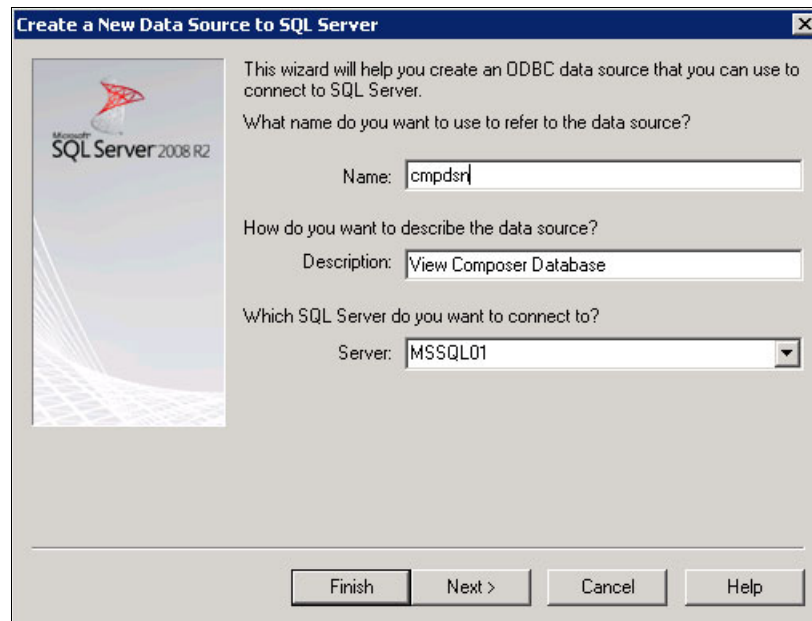 Create a New Data Source to SQL Server
This wizard will help you create an ODBC data source that you can use to
connect to SQL Server.
What name do you want to use to refer to the data source?
Microsoft
SQL Server 2008 R2
Name: cmpdsn
How do you want to describe the data source?
Description: View Composer Database
Which SQL Server do you want to connect to?
Server: MSSQL01
Finish Next > Cancel Help